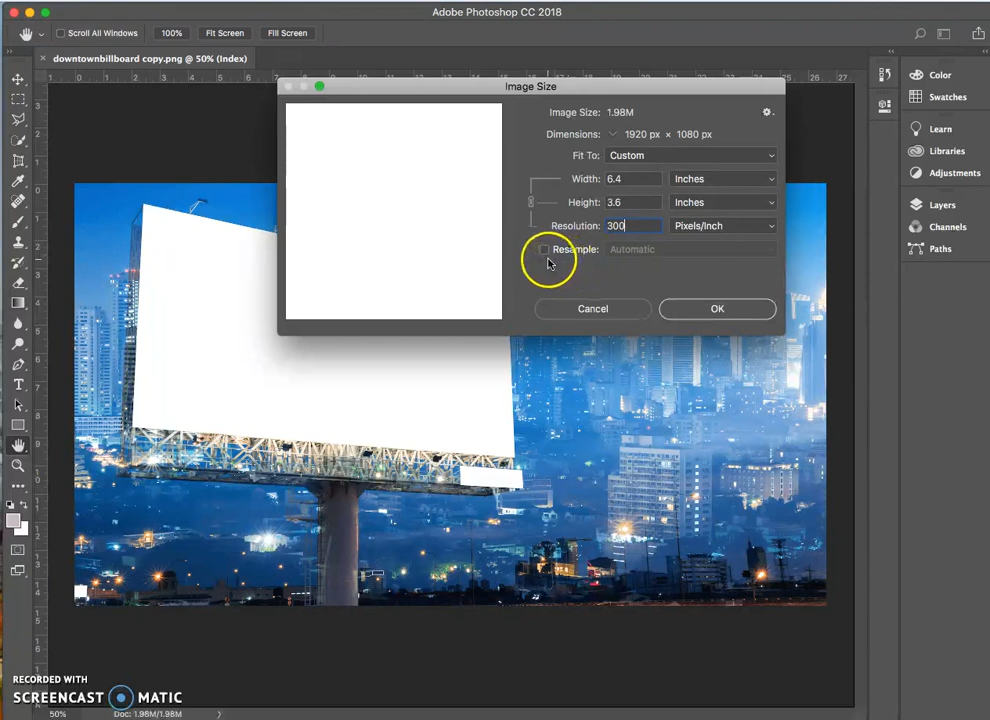 Adobe Photoshop CC 2018
Scroll All Windows 100% Fit Screen Fill Screen
× downtownbillboard copy.png @ 50% (Index)
Image Size
Image Size: 1.98M
Dimensions: 1920 px × 1080 px
Fit To: Custom
Width: 6.4 Inches
Height: 3.6 Inches
Resolution: 300 Pixels/Inch
Resample: Automatic
Cancel OK
Color
Swatches
Learn
Libraries
Adjustments
Layers
Channels
Paths
RECORDED WITH
SCREENCAST MATIC
50% Doc: 1.98M/1.98M